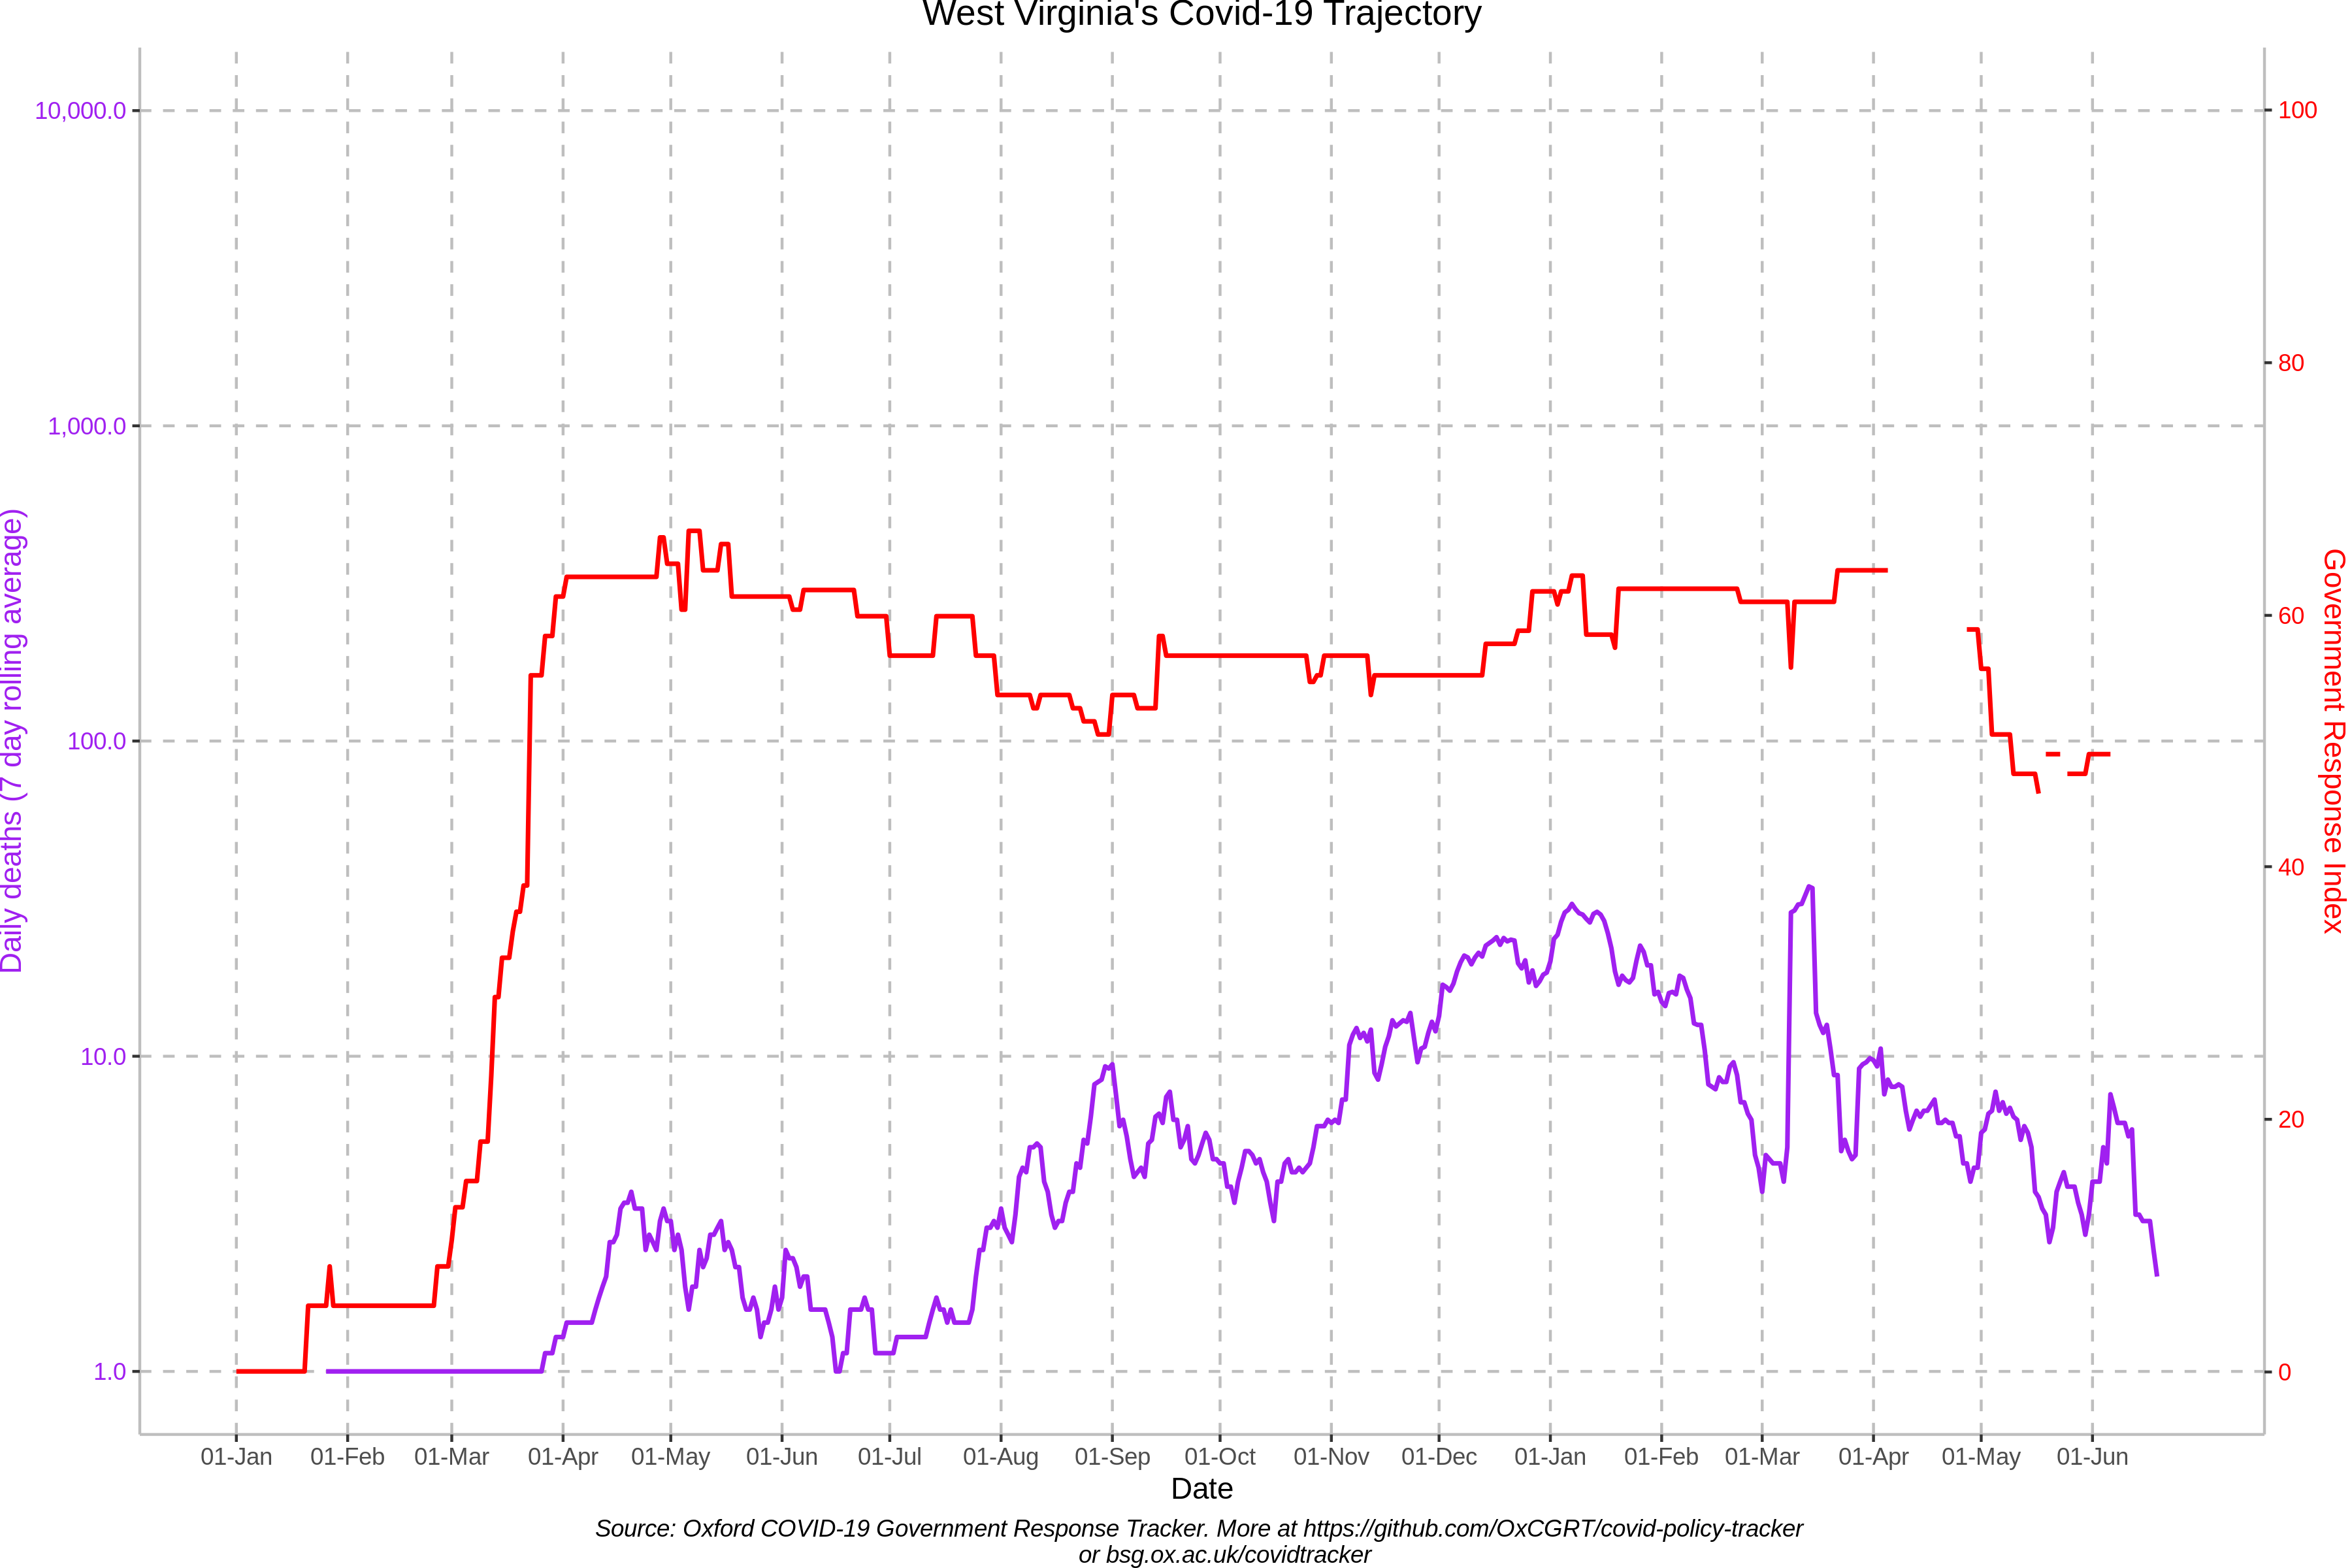 West Virginia's Covid-19 Trajectory
10,000.0
1,000.0
100.0
10.0
1.0
Daily deaths (7 day rolling average)
100
80
60
40
20
0
Government Response Index
01-Jan 01-Feb 01-Mar 01-Apr 01-May 01-Jun 01-Jul 01-Aug 01-Sep 01-Oct 01-Nov 01-Dec 01-Jan 01-Feb 01-Mar 01-Apr 01-May 01-Jun
Date
Source: Oxford COVID-19 Government Response Tracker. More at https://github.com/OxCGRT/covid-policy-tracker
or bsg.ox.ac.uk/covidtracker